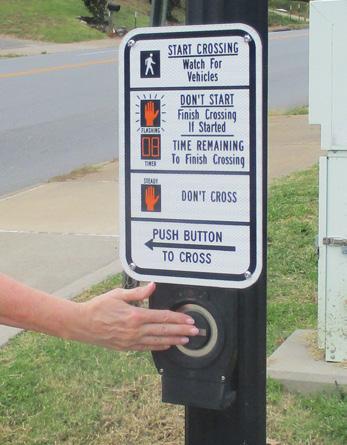 START CROSSING
Watch For
Vehicles
DON'T START
Finish Crossing
If Started
FLASHING
TIME REMAINING
To Finish Crossing
08
TIMER
STEADY
DON'T CROSS
PUSH BUTTON
TO CROSS